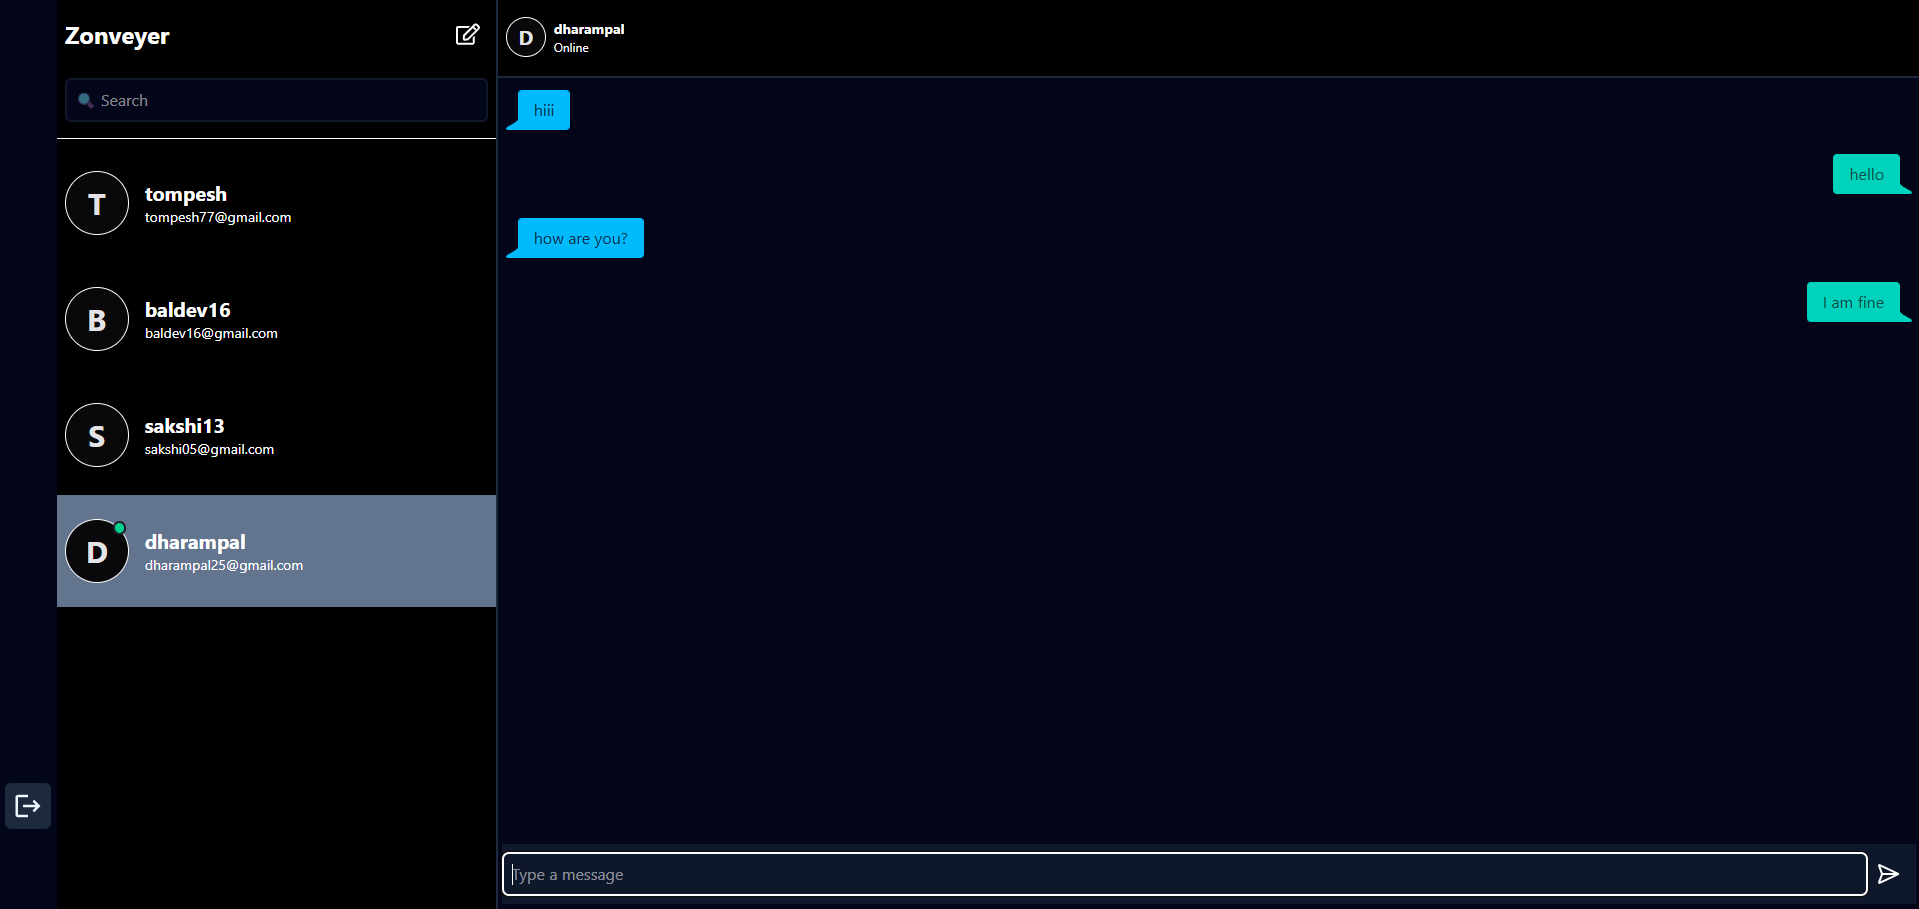 Zonveyer
🔍 Search
T
tompesh
tompesh77@gmail.com
B
baldev16
baldev16@gmail.com
S
sakshi13
sakshi05@gmail.com
D
dharampal
dharampal25@gmail.com
D
dharampal
Online
hiii
hello
how are you?
I am fine
Type a message